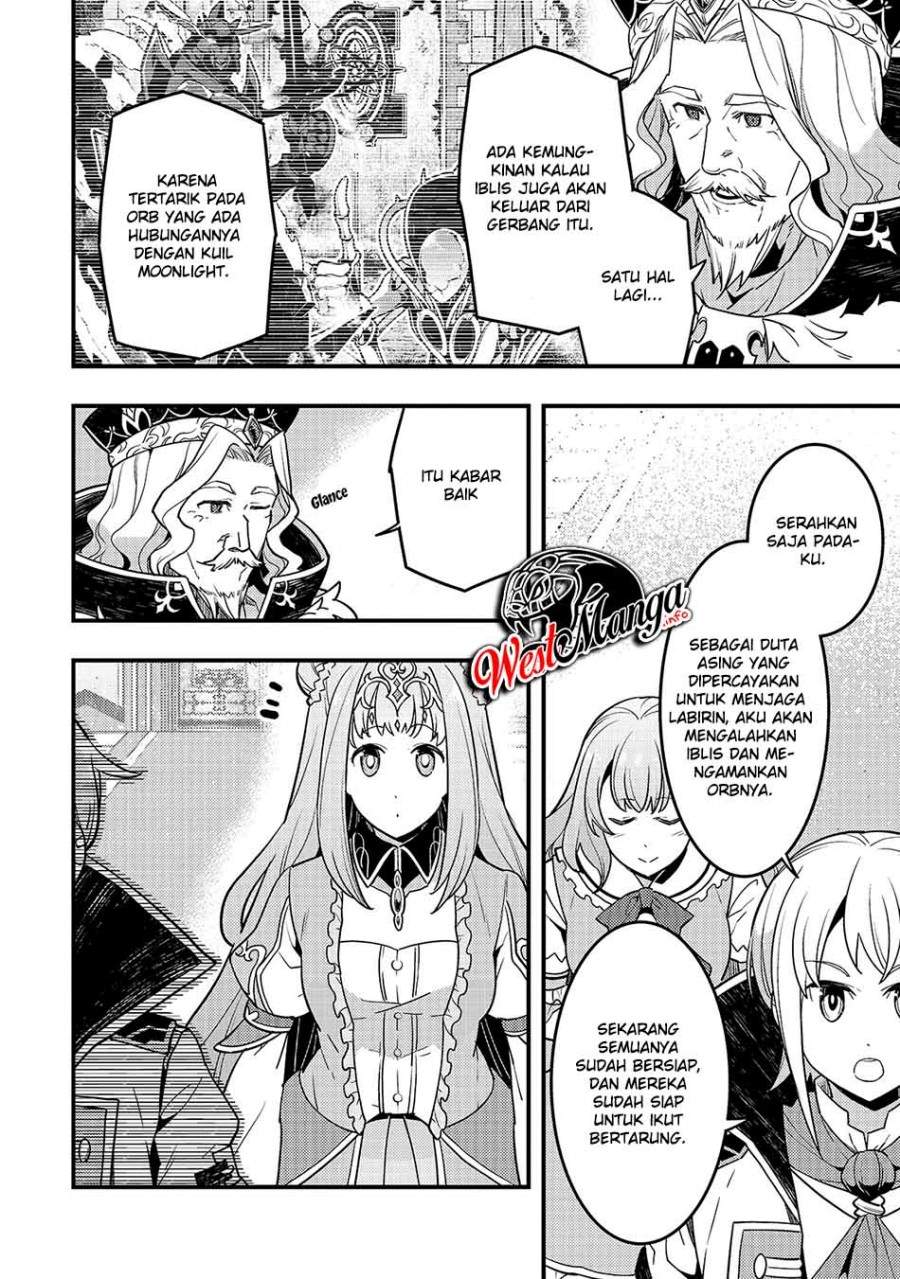 ADA KEMUNG-
KINAN KALAU
IBLIS JUGA AKAN
KELUAR DARI
GERBANG ITU.
SATU HAL
LAGI...
KARENA
TERTARIK PADA
ORB YANG ADA
HUBUNGANNYA
DENGAN KUIL
MOONLIGHT.
SERAHKAN
SAJA PADA-
KU.
SEBAGAI DUTA
ASING YANG
DIPERCAYAKAN
UNTUK MENJAGA
LABIRIN, AKU AKAN
MENGALAHKAN
IBLIS DAN ME-
NGAMANKAN
ORBNYA.
SEKARANG
SEMUANYA
SUDAH BERSIAP,
DAN MEREKA
SUDAH SIAP
UNTUK IKUT
BERTARUNG.
ITU KABAR
BAIK
Glance
WestManga
.info